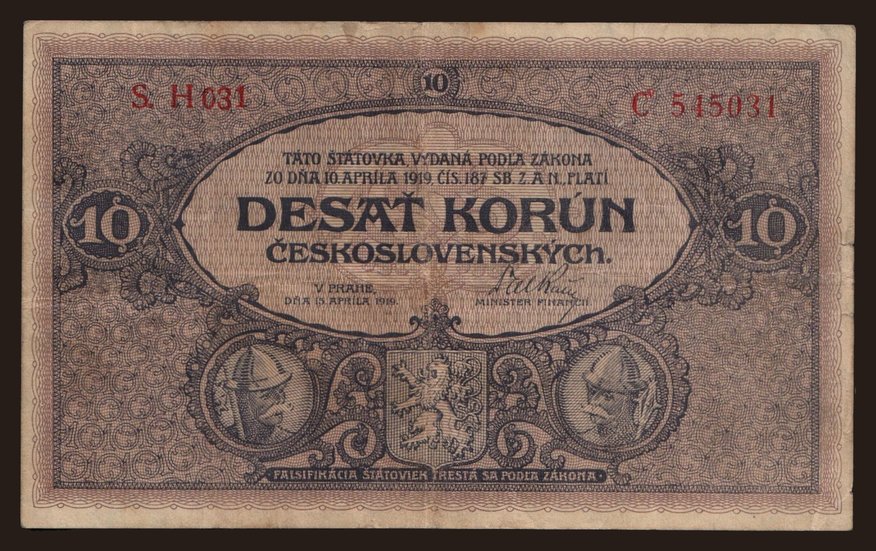 10
S. H 031
C 545031
TÁTO ŠTÁTOVKA VYDANÁ PODĽA ZÁKONA
ZO DŇA 10. APRÍLA 1919, ČÍS. 187 SB. Z. A N., PLATÍ
10
DESAŤ KORÚN
10
ČESKOSLOVENSKÝCh.
V PRAHE,
DŇA 15. APRÍLA 1919.
MINISTER FINANCIÍ
FALSIFIKÁCIA ŠTÁTOVIEK TRESTÁ SA PODĽA ZÁKONA